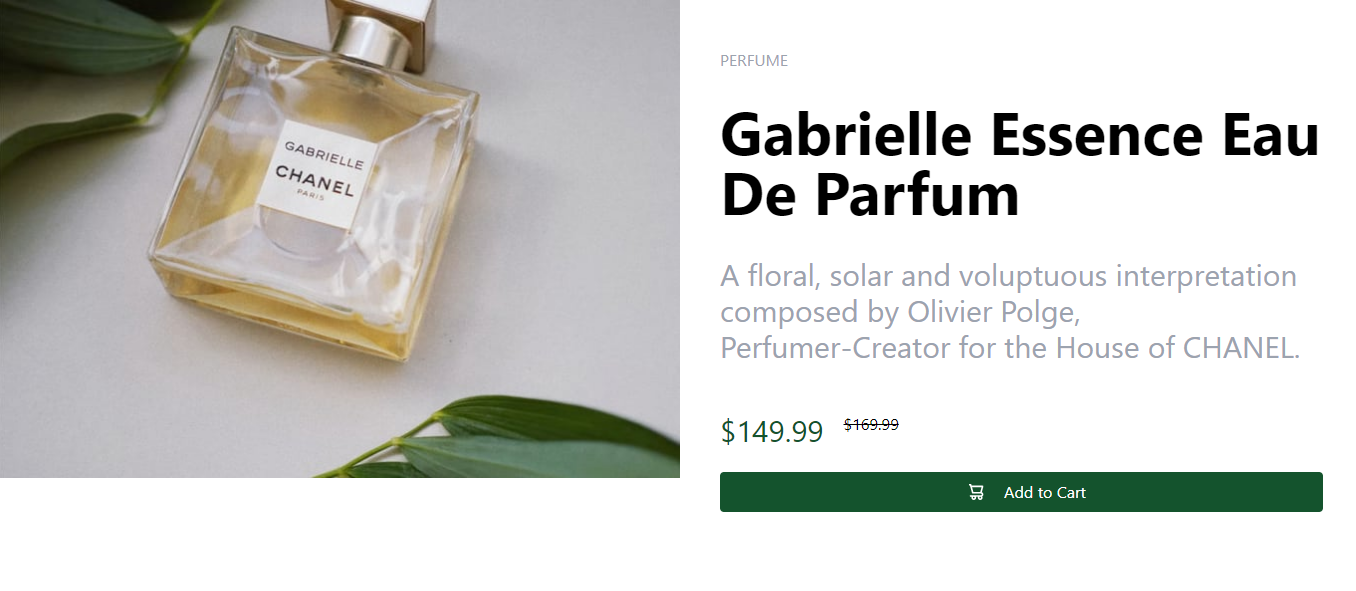 GABRIELLE
CHANEL
PARIS
PERFUME
Gabrielle Essence Eau
De Parfum
A floral, solar and voluptuous interpretation
composed by Olivier Polge,
Perfumer-Creator for the House of CHANEL.
$149.99 $169.99
Add to Cart